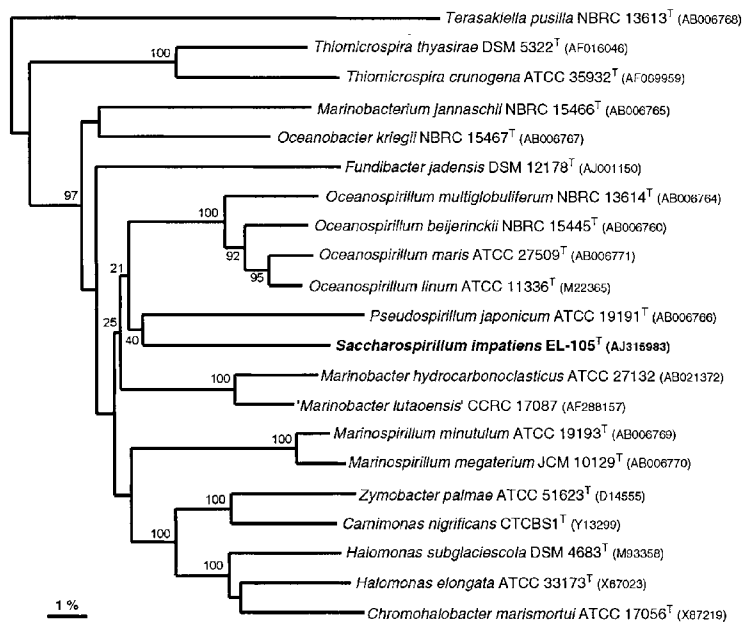 Terasakiella pusilla NBRC 13613T (AB006768)
100
Thiomicrospira thyasirae DSM 5322T (AF016046)
Thiomicrospira crunogena ATCC 35932T (AF069959)
Marinobacterium jannaschii NBRC 15466T (AB006765)
Oceanobacter kriegii NBRC 15467T (AB006767)
97
Fundibacter jadensis DSM 12178T (AJ001150)
100
Oceanospirillum multiglobuliferum NBRC 13614T (AB006764)
Oceanospirillum beijerinckii NBRC 15445T (AB006760)
92
Oceanospirillum maris ATCC 27509T (AB006771)
21
95
Oceanospirillum linum ATCC 11336T (M22365)
25
Pseudospirillum japonicum ATCC 19191T (AB006766)
40
Saccharospirillum impatiens EL-105T (AJ315983)
100
Marinobacter hydrocarbonoclasticus ATCC 27132 (AB021372)
'Marinobacter lutaoensis' CCRC 17087 (AF288157)
100
Marinospirillum minutulum ATCC 19193T (AB006769)
Marinospirillum megaterium JCM 10129T (AB006770)
100
Zymobacter palmae ATCC 51623T (D14555)
Carnimonas nigrificans CTCBS1T (Y13299)
100
100
Halomonas subglaciescola DSM 4683T (M93358)
Halomonas elongata ATCC 33173T (X67023)
Chromohalobacter marismortui ATCC 17056T (X87219)
1 %